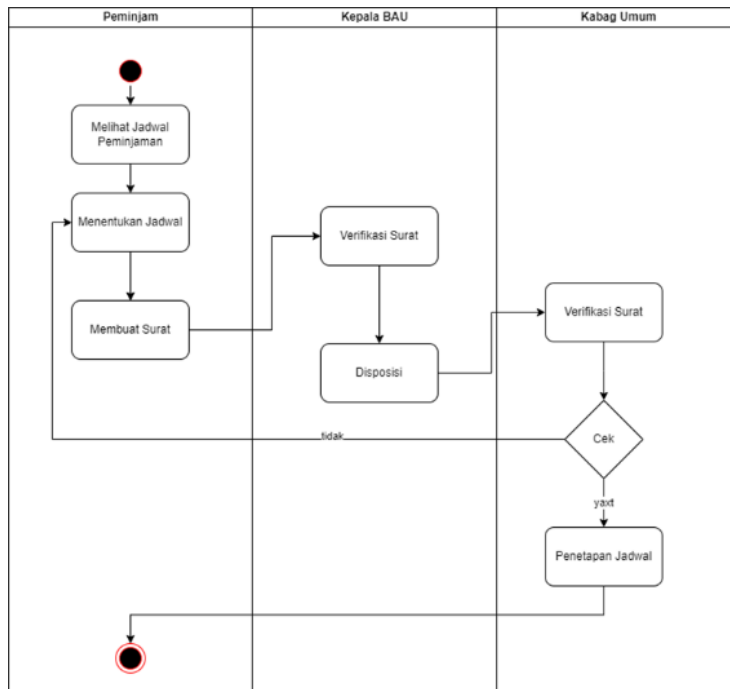 Peminjam
Kepala BAU
Kabag Umum
Melihat Jadwal
Peminjaman
Menentukan Jadwal
Verifikasi Surat
Verifikasi Surat
Membuat Surat
Disposisi
Cek
tidak
yaxt
Penetapan Jadwal